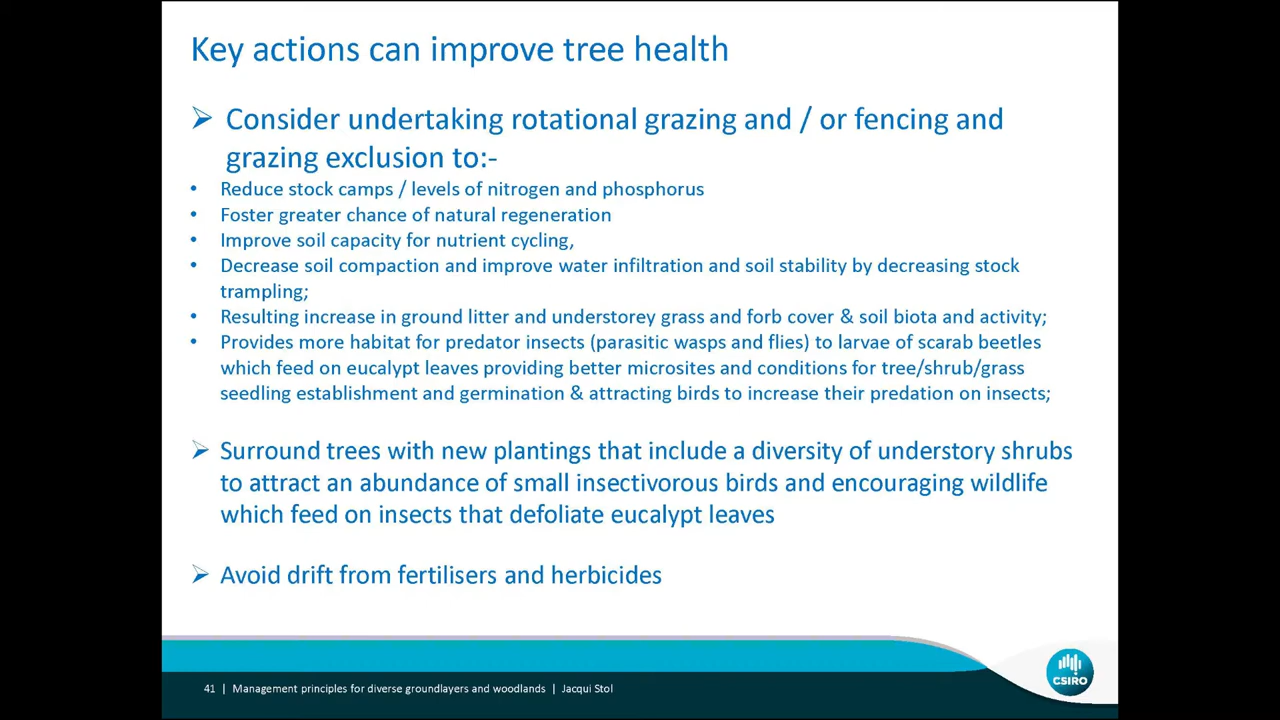 Key actions can improve tree health
➢ Consider undertaking rotational grazing and / or fencing and
grazing exclusion to:-
• Reduce stock camps / levels of nitrogen and phosphorus
• Foster greater chance of natural regeneration
• Improve soil capacity for nutrient cycling,
• Decrease soil compaction and improve water infiltration and soil stability by decreasing stock
trampling;
• Resulting increase in ground litter and understorey grass and forb cover & soil biota and activity;
• Provides more habitat for predator insects (parasitic wasps and flies) to larvae of scarab beetles
which feed on eucalypt leaves providing better microsites and conditions for tree/shrub/grass
seedling establishment and germination & attracting birds to increase their predation on insects;
➢ Surround trees with new plantings that include a diversity of understory shrubs
to attract an abundance of small insectivorous birds and encouraging wildlife
which feed on insects that defoliate eucalypt leaves
➢ Avoid drift from fertilisers and herbicides
41 | Management principles for diverse groundlayers and woodlands | Jacqui Stol
CSIRO